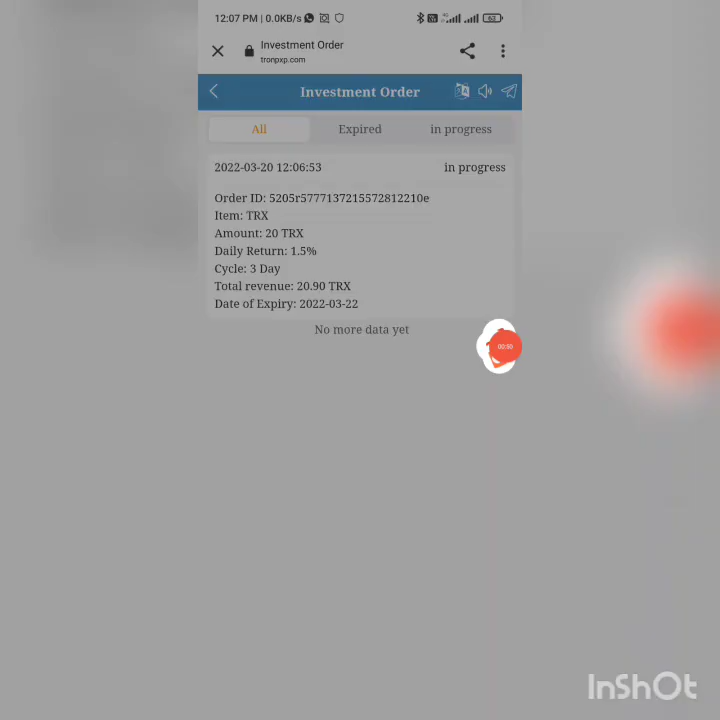 12:07 PM | 0.0KB/s
63
Investment Order
tronpxp.com
Investment Order
All
Expired
in progress
2022-03-20 12:06:53
in progress
Order ID: 5205r5777137215572812210e
Item: TRX
Amount: 20 TRX
Daily Return: 1.5%
Cycle: 3 Day
Total revenue: 20.90 TRX
Date of Expiry: 2022-03-22
No more data yet
InShOt